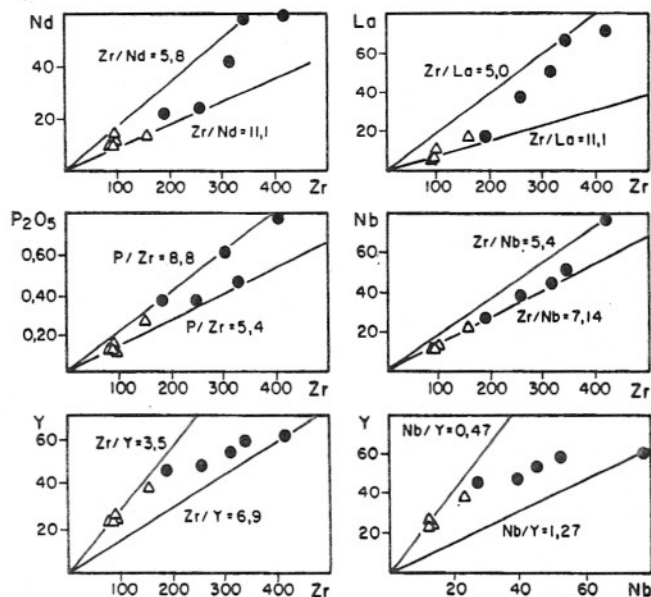 Nd
40
20
Zr/Nd=5,8
Zr/Nd=11,1
100 200 300 400 Zr
La
60
40
20
Zr/La=5,0
Zr/La=11,1
100 200 300 400 Zr
P2O5
0,60
0,40
0,20
P/Zr=8,8
P/Zr=5,4
100 200 300 400 Zr
Nb
60
40
20
Zr/Nb=5,4
Zr/Nb=7,14
100 200 300 400 Zr
Y
60
40
20
Zr/Y=3,5
Zr/Y=6,9
100 200 300 400 Zr
Y
60
40
20
Nb/Y=0,47
Nb/Y=1,27
20 40 60 Nb